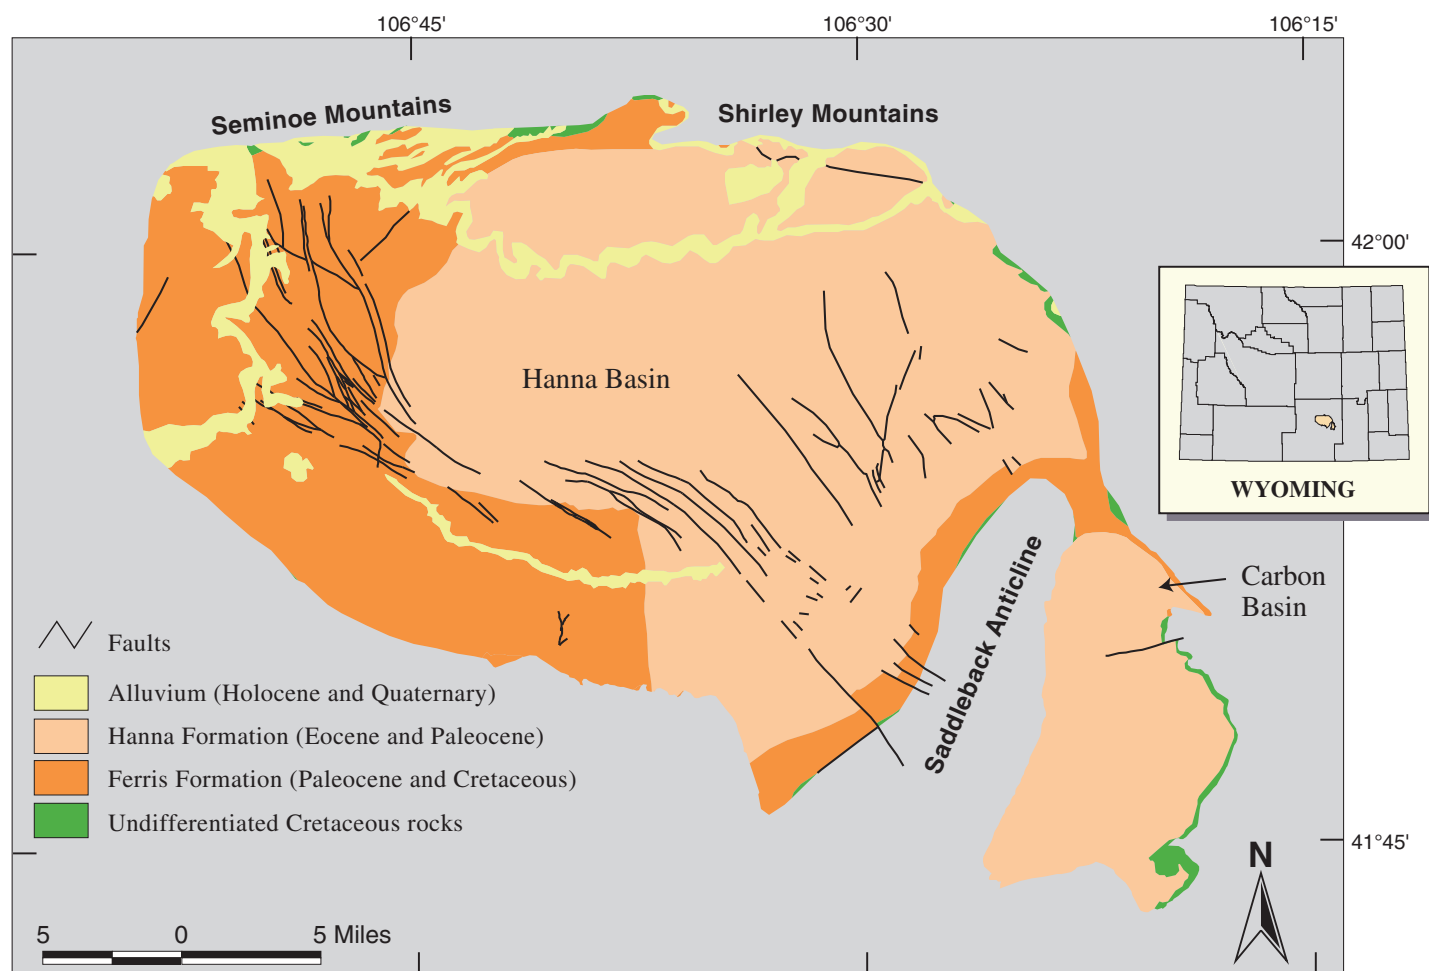 106°45'
106°30'
106°15'
Seminoe Mountains
Shirley Mountains
42°00'
Hanna Basin
WYOMING
Saddleback Anticline
Carbon
Basin
Faults
Alluvium (Holocene and Quaternary)
Hanna Formation (Eocene and Paleocene)
Ferris Formation (Paleocene and Cretaceous)
Undifferentiated Cretaceous rocks
41°45'
N
5 0 5 Miles